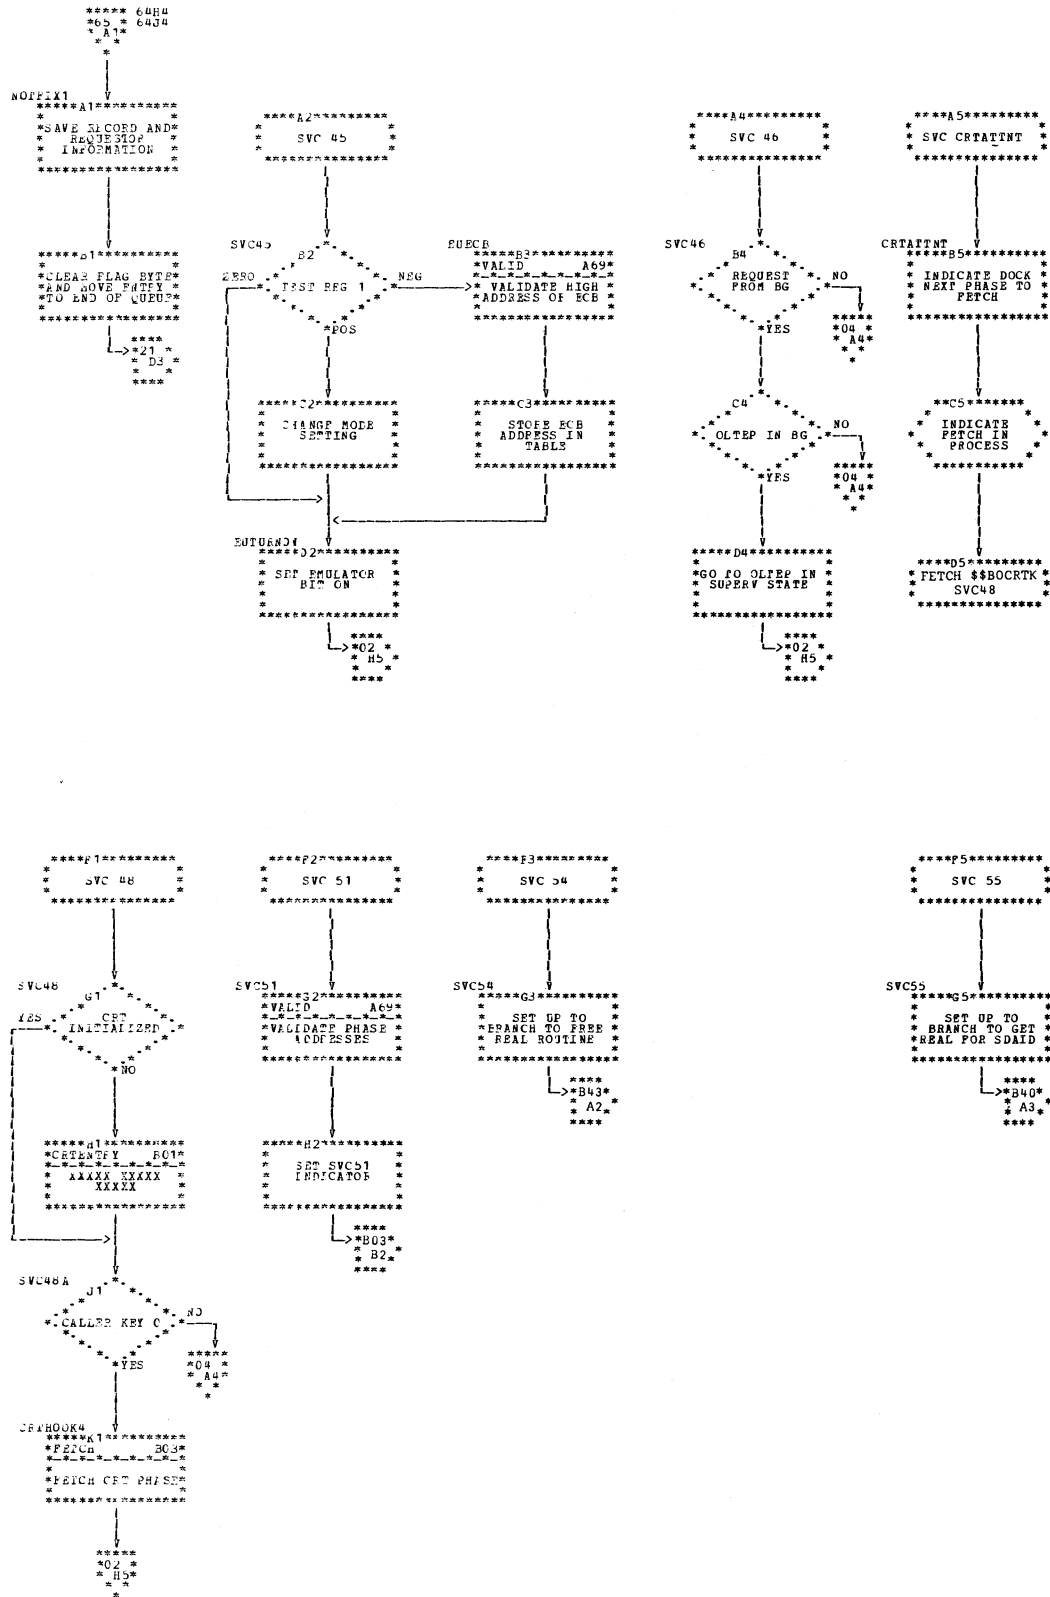 64H4
65 64J4
A1
NOPFIX1
A1
SAVE RECORD AND
REQUESTOR
INFORMATION
B1
CLEAR FLAG BYTE
AND MOVE ENTRY
TO END OF QUEUE
21
D3
A2
SVC 45
SVC45
B2
ZERO
TEST REG 1
NEG
POS
EUECB
B3
VALID A69
VALIDATE HIGH
ADDRESS OF ECB
C2
CHANGE MODE
SETTING
C3
STORE ECB
ADDRESS IN
TABLE
D2
SET EMULATOR
BIT ON
02
H5
A4
SVC 46
SVC46
B4
REQUEST
FROM BG
NO
04
A4
YES
C4
OLTEP IN BG
NO
04
A4
YES
D4
GO TO OLTEP IN
SUPERV STATE
02
H5
A5
SVC CRTATTNT
CRTATTNT
B5
INDICATE DOCK
NEXT PHASE TO
FETCH
C5
INDICATE
FETCH IN
PROCESS
D5
FETCH $$BOCRTK
SVC48
F1
SVC 48
SVC48
G1
YES
CRT
INITIALIZED
NO
H1
CRTENTRY B01
XXXXX XXXXX
XXXXX
SVC48A
J1
CALLER KEY 0
NO
04
A4
YES
CRTHOOK4
K1
FETCH B03
FETCH CRT PHASE
02
H5
F2
SVC 51
SVC51
G2
VALID A69
VALIDATE PHASE
ADDRESSES
H2
SET SVC51
INDICATOR
B03
B2
F3
SVC 54
SVC54
G3
SET UP TO
BRANCH TO FREE
REAL ROUTINE
B43
A2
F5
SVC 55
SVC55
G5
SET UP TO
BRANCH TO GET
REAL FOR SDAID
B40
A3